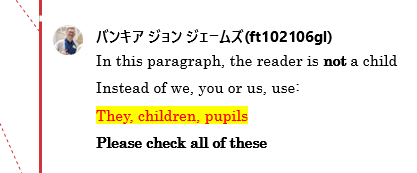 バンキア ジョン ジェームズ(ft102106gl)
In this paragraph, the reader is not a child
Instead of we, you or us, use:
They, children, pupils
Please check all of these